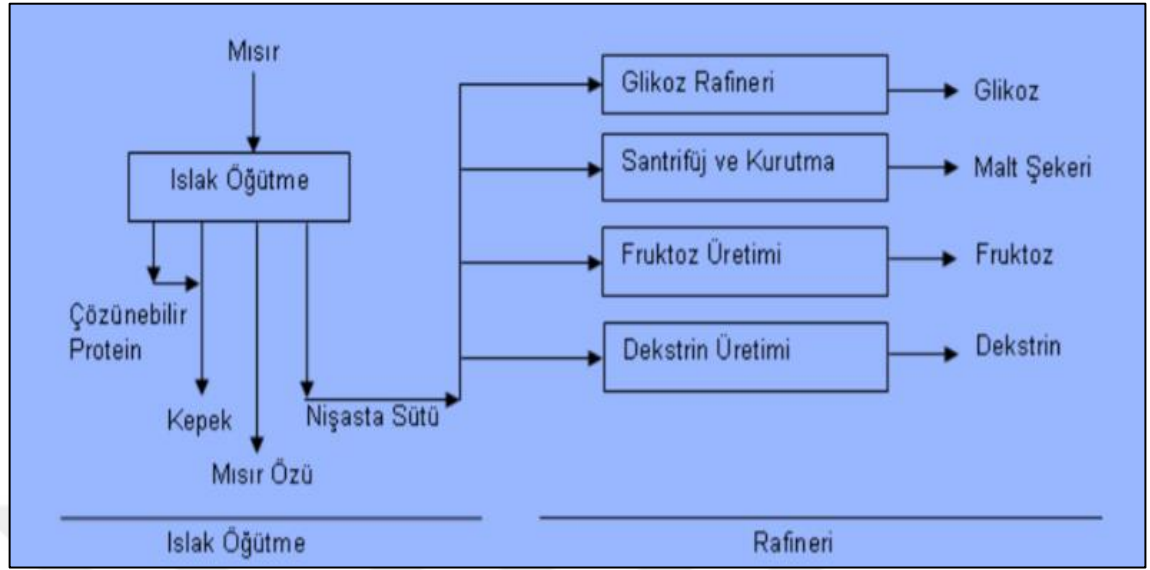 Mısır
Islak Öğütme
Çözünebilir
Protein
Kepek
Mısır Özü
Nişasta Sütü
Glikoz Rafineri
Glikoz
Santrifüj ve Kurutma
Malt Şekeri
Fruktoz Üretimi
Fruktoz
Dekstrin Üretimi
Dekstrin
Islak Öğütme
Rafineri